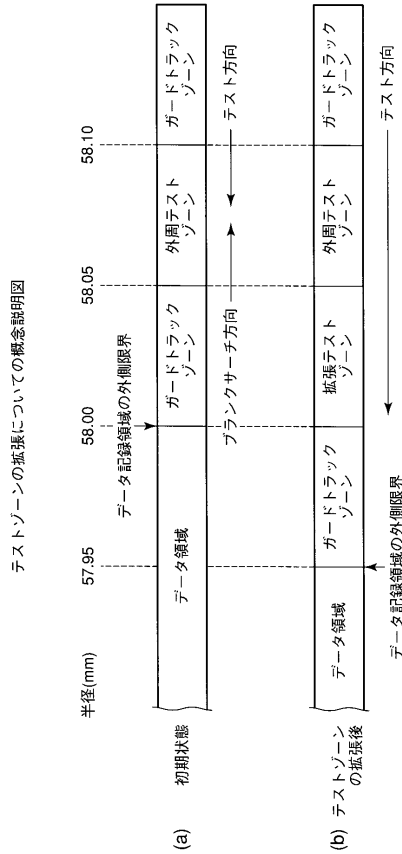 テストゾーンの拡張についての概念説明図
半径(mm)
57.95
58.00
58.05
58.10
データ記録領域の外側限界
(a)
初期状態
データ領域
ガードトラック
ゾーン
外周テスト
ゾーン
ガードトラック
ゾーン
ブランクサーチ方向
テスト方向
(b)
テストゾーン
の拡張後
データ領域
ガードトラック
ゾーン
拡張テスト
ゾーン
外周テスト
ゾーン
ガードトラック
ゾーン
データ記録領域の外側限界
テスト方向